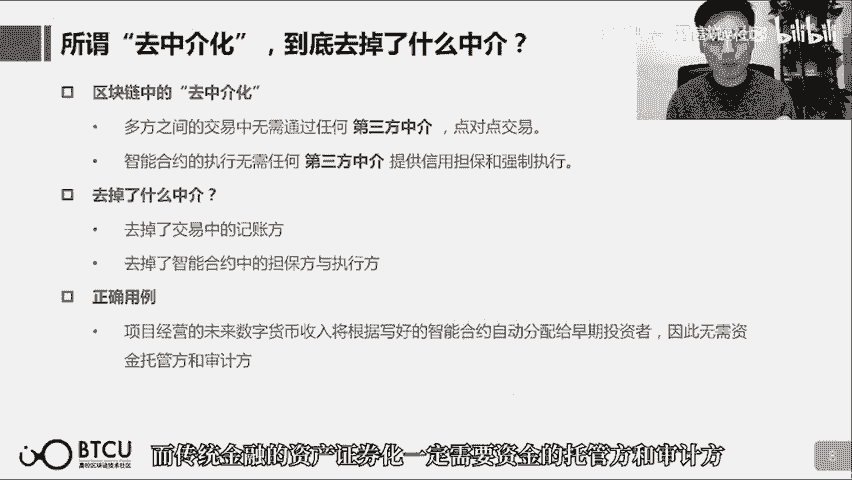 所谓“去中介化”，到底去掉了什么中介？
bilibili
区块链中的“去中介化”
多方之间的交易中无需通过任何 第三方中介 ，点对点交易。
智能合约的执行无需任何 第三方中介 提供信用担保和强制执行。
去掉了什么中介？
去掉了交易中的记账方
去掉了智能合约中的担保方与执行方
正确用例
项目经营的未来数字货币收入将根据写好的智能合约自动分配给早期投资者，因此无需资
金托管方和审计方
BTCU
高校区块链技术社区
而传统金融的资产证券化一定需要资金的托管方和审计方